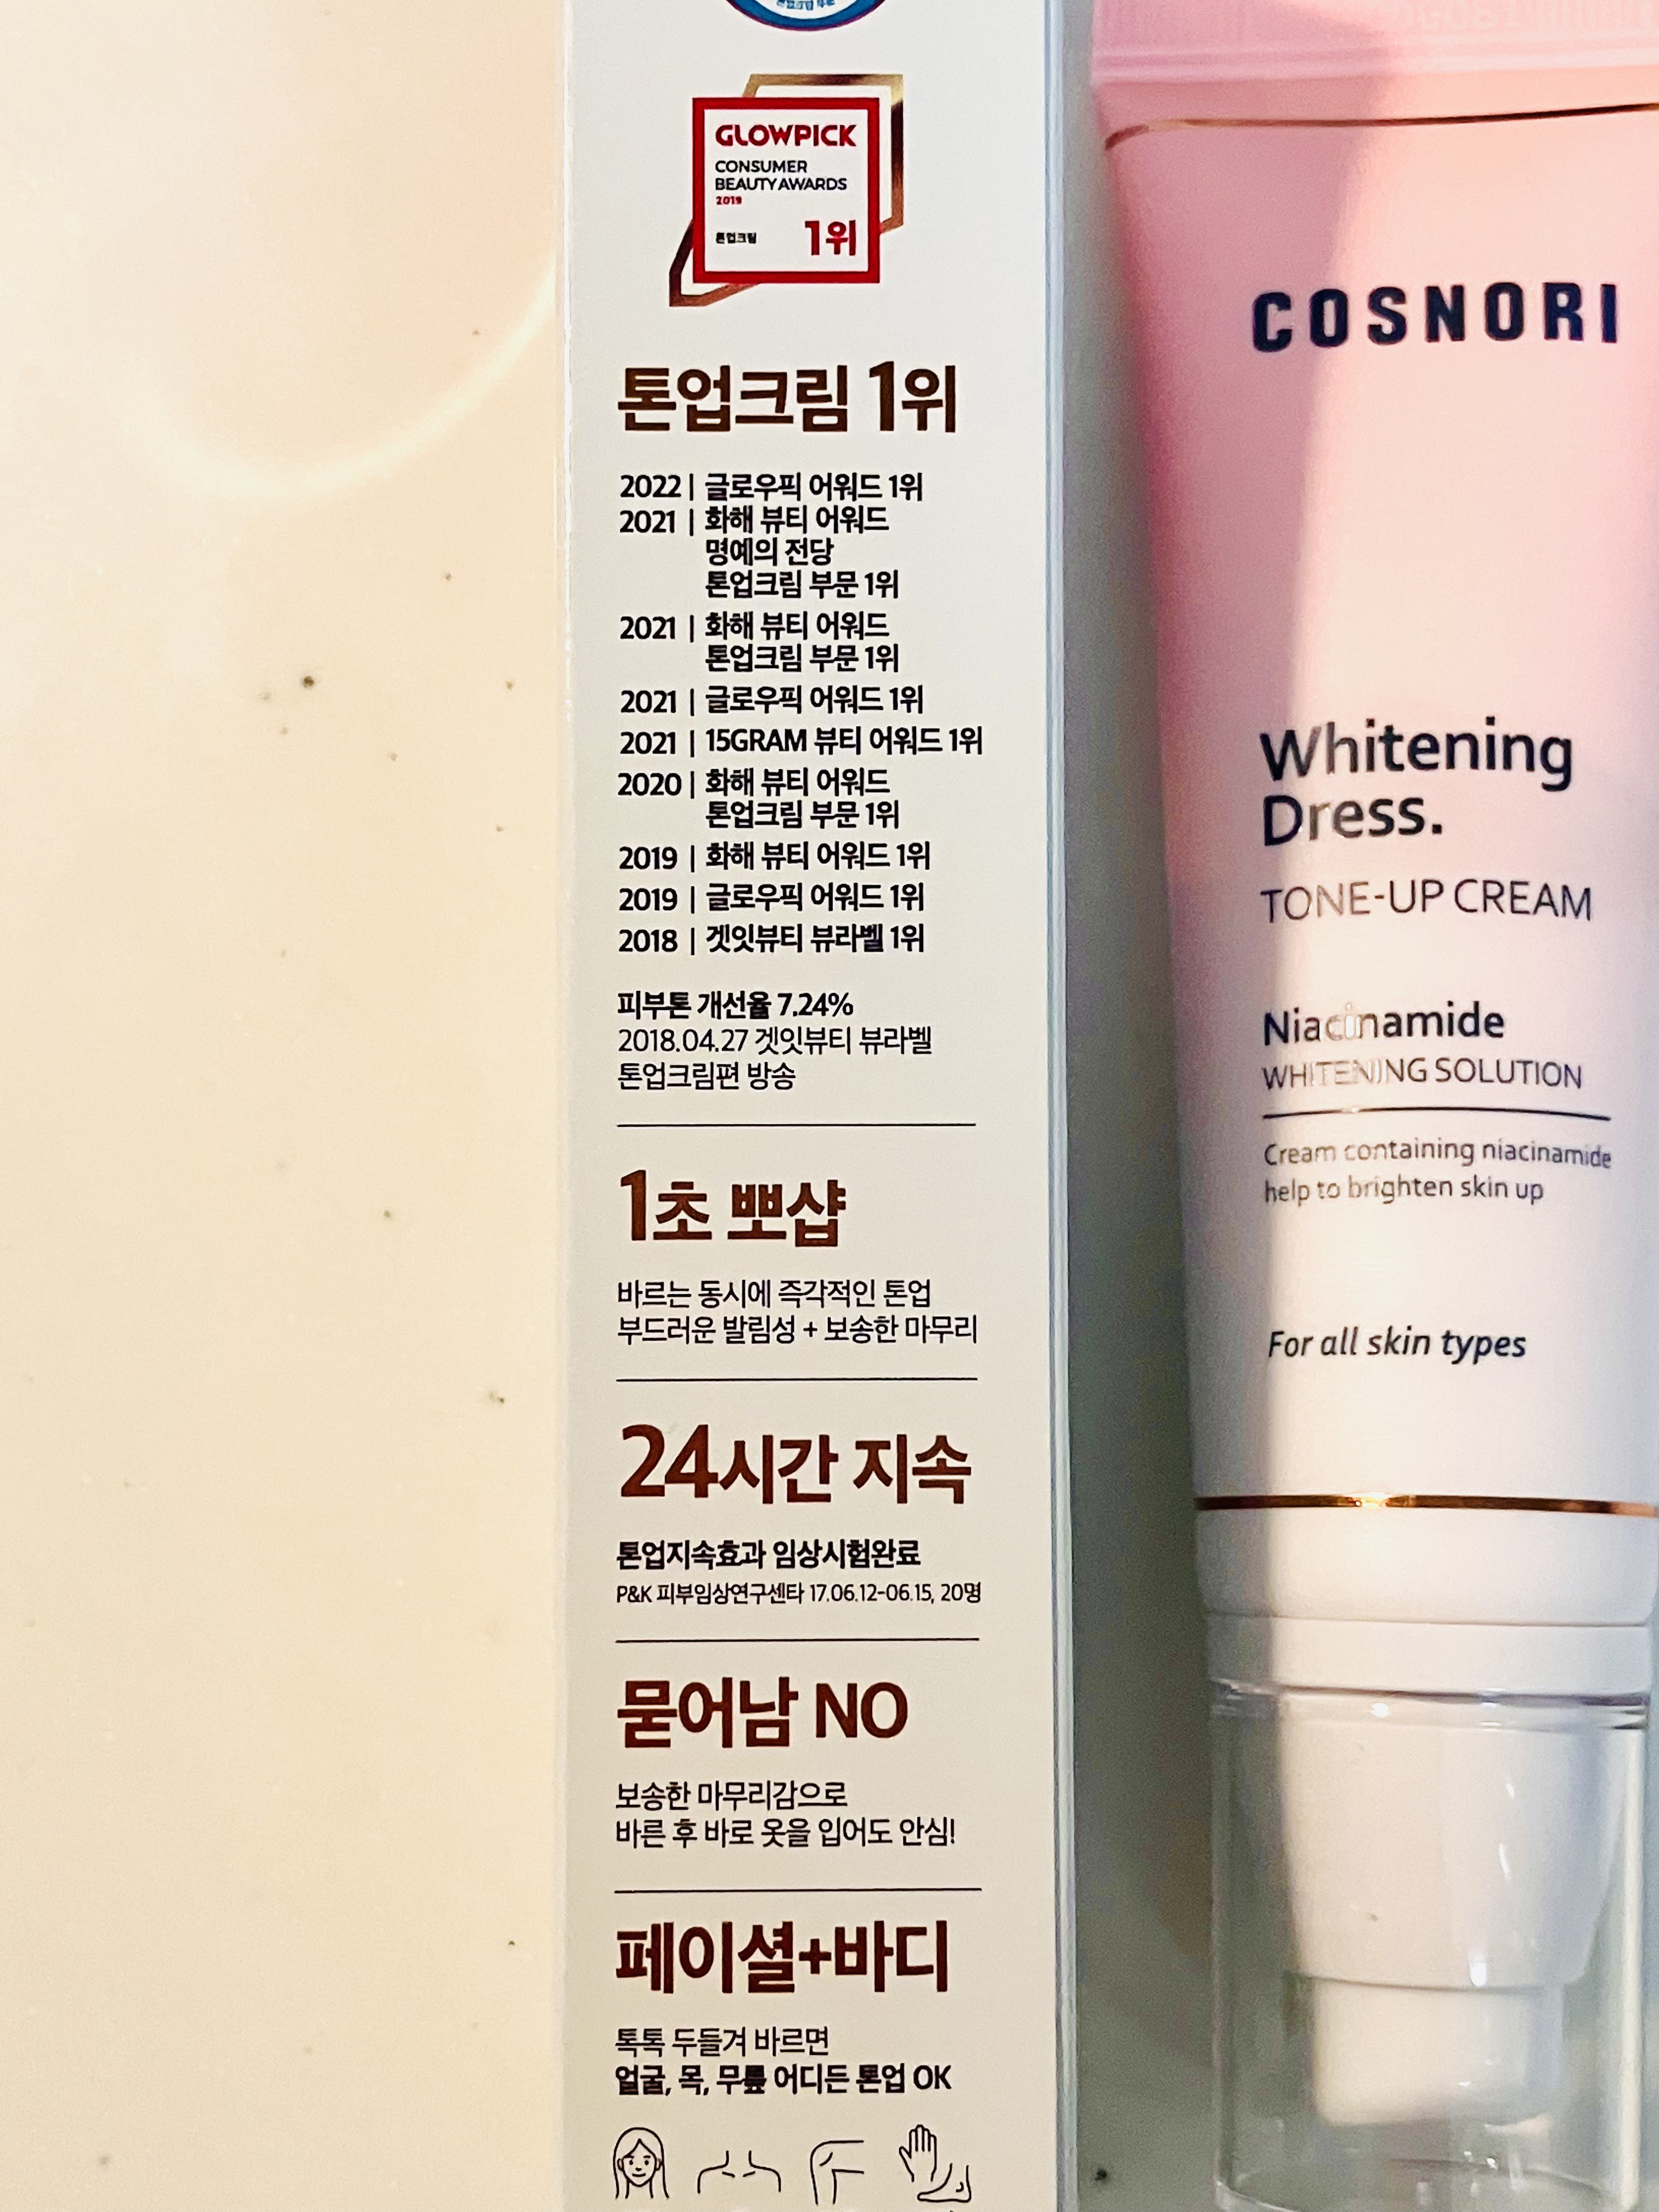 GLOWPICK
CONSUMER
BEAUTY AWARDS
2019
톤업크림 1위
톤업크림 1위
2022 | 글로우픽 어워드 1위
2021 | 화해 뷰티 어워드
명예의 전당
톤업크림 부문 1위
2021 | 화해 뷰티 어워드
톤업크림 부문 1위
2021 | 글로우픽 어워드 1위
2021 | 15GRAM 뷰티 어워드 1위
2020 | 화해 뷰티 어워드
톤업크림 부문 1위
2019 | 화해 뷰티 어워드 1위
2019 | 글로우픽 어워드 1위
2018 | 겟잇뷰티 뷰라벨 1위
피부톤 개선율 7.24%
2018.04.27 겟잇뷰티 뷰라벨
톤업크림편 방송
1초 뽀샵
바르는 동시에 즉각적인 톤업
부드러운 발림성 + 보송한 마무리
24시간 지속
톤업지속효과 임상시험완료
P&K 피부임상연구센타 17.06.12-06.15, 20명
묻어남 NO
보송한 마무리감으로
바른 후 바로 옷을 입어도 안심!
페이셜+바디
톡톡 두들겨 바르면
얼굴, 목, 무릎 어디든 톤업 OK
COSNORI
Whitening
Dress.
TONE-UP CREAM
Niacinamide
WHITENING SOLUTION
Cream containing niacinamide
help to brighten skin up
For all skin types